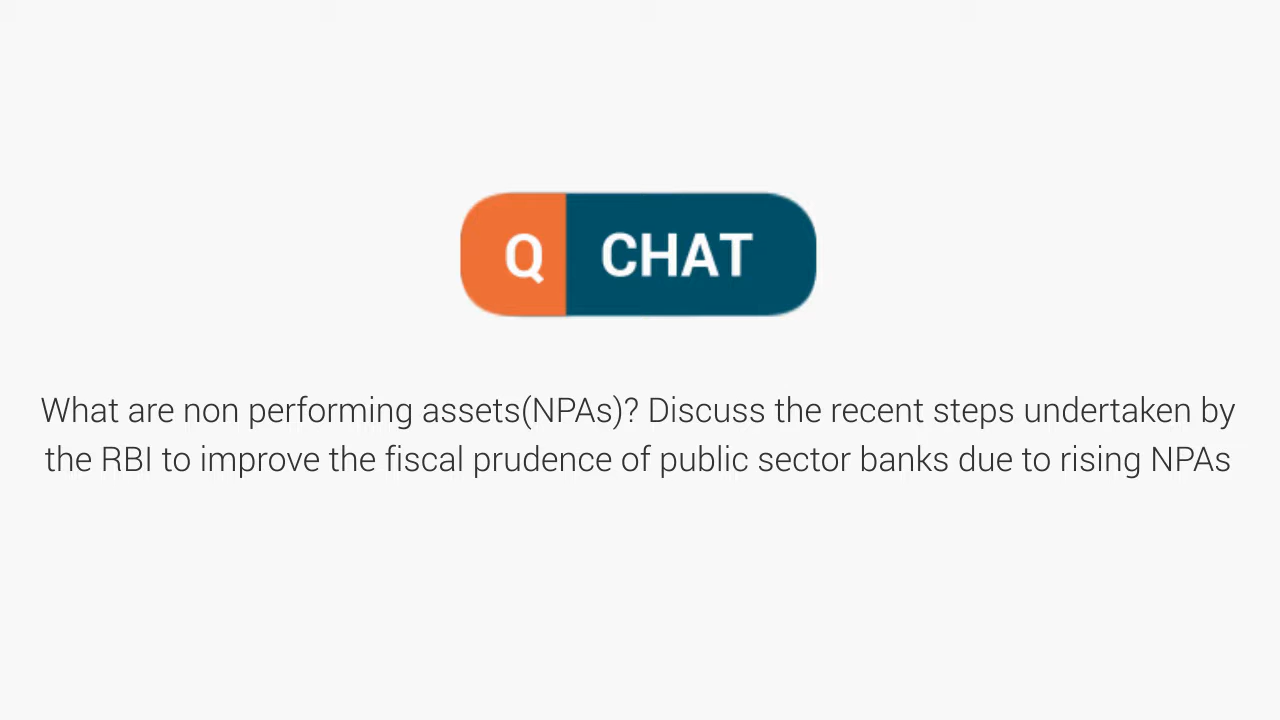 Q CHAT
What are non performing assets(NPAs)? Discuss the recent steps undertaken by
the RBI to improve the fiscal prudence of public sector banks due to rising NPAs